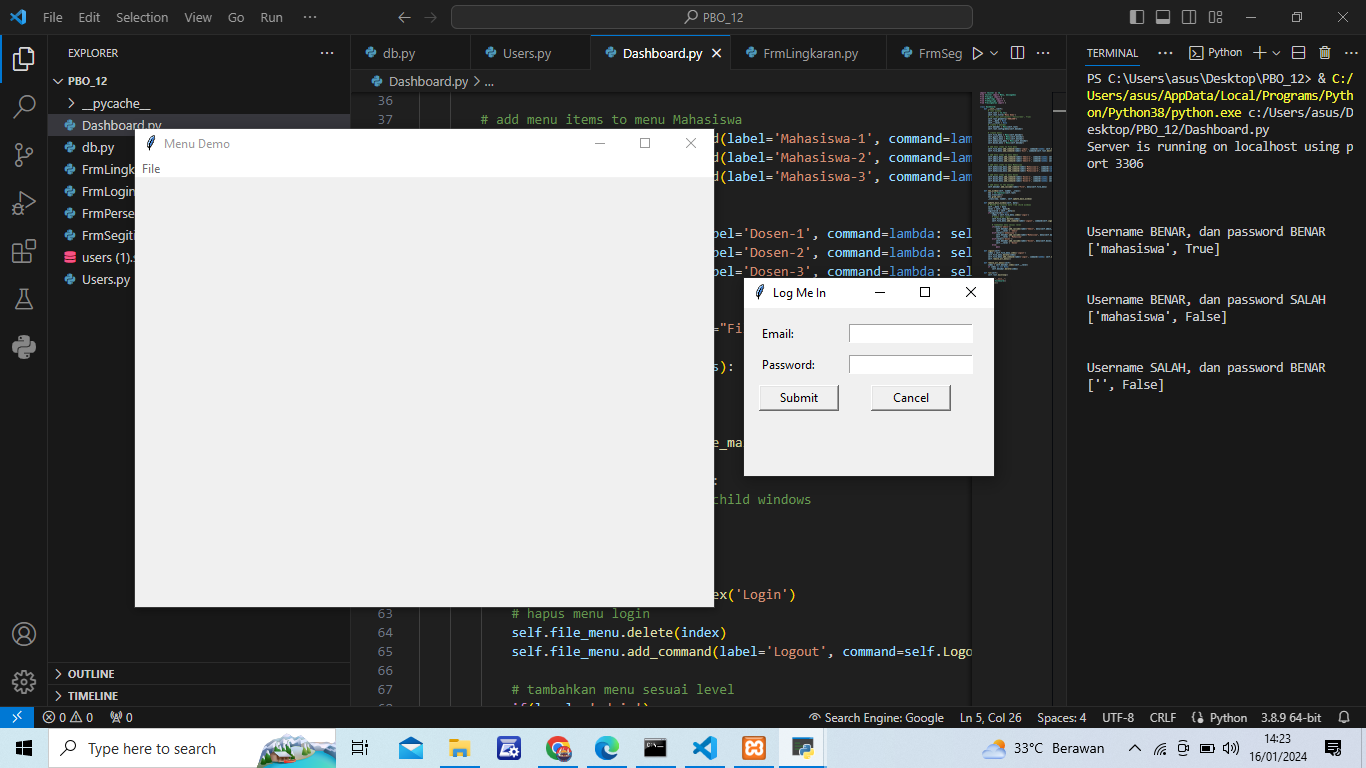 File Edit Selection View Go Run ··· PBO_12
EXPLORER ···
PBO_12
__pycache__
Dashboard.py
db.py
FrmLingk
FrmLogin
FrmPerse
FrmSegiti
users (1).s
Users.py
OUTLINE
TIMELINE
db.py Users.py Dashboard.py FrmLingkaran.py FrmSeg ···
Dashboard.py > ...
36
37 # add menu items to menu Mahasiswa
d(label='Mahasiswa-1', command=lam
d(label='Mahasiswa-2', command=lam
d(label='Mahasiswa-3', command=lam
bel='Dosen-1', command=lambda: sel
bel='Dosen-2', command=lambda: sel
bel='Dosen-3', command=lambda: sel
="Fi
s):
e_mai
:
child windows
ex('Login')
63 # hapus menu login
64 self.file_menu.delete(index)
65 self.file_menu.add_command(label='Logout', command=self.Logo
66
67 # tambahkan menu sesuai level
Menu Demo
File
Log Me In
Email:
Password:
Submit Cancel
TERMINAL ··· Python ···
PS C:\Users\asus\Desktop\PBO_12> & C:/
Users/asus/AppData/Local/Programs/Pyth
on/Python38/python.exe c:/Users/asus/D
esktop/PBO_12/Dashboard.py
Server is running on localhost using p
ort 3306
Username BENAR, dan password BENAR
['mahasiswa', True]
Username BENAR, dan password SALAH
['mahasiswa', False]
Username SALAH, dan password BENAR
['', False]
0 0 0 Search Engine: Google Ln 5, Col 26 Spaces: 4 UTF-8 CRLF Python 3.8.9 64-bit
Type here to search 33°C Berawan 14:23
16/01/2024